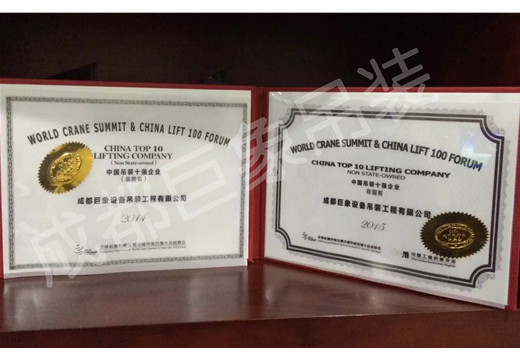 WORLD CRANE SUMMIT & CHINA LIFT 100 FORUM
CHINA TOP 10
LIFTING COMPANY
(Non State-owned)
中国吊装十强企业
(非国有)
成都巨象设备吊装工程有限公司
2014
WORLD CRANE SUMMIT & CHINA LIFT 100 FORUM
CHINA TOP 10 LIFTING COMPANY
NON STATE-OWNED
中国吊装十强企业
非国有
成都巨象设备吊装工程有限公司
2015
成都巨象吊装